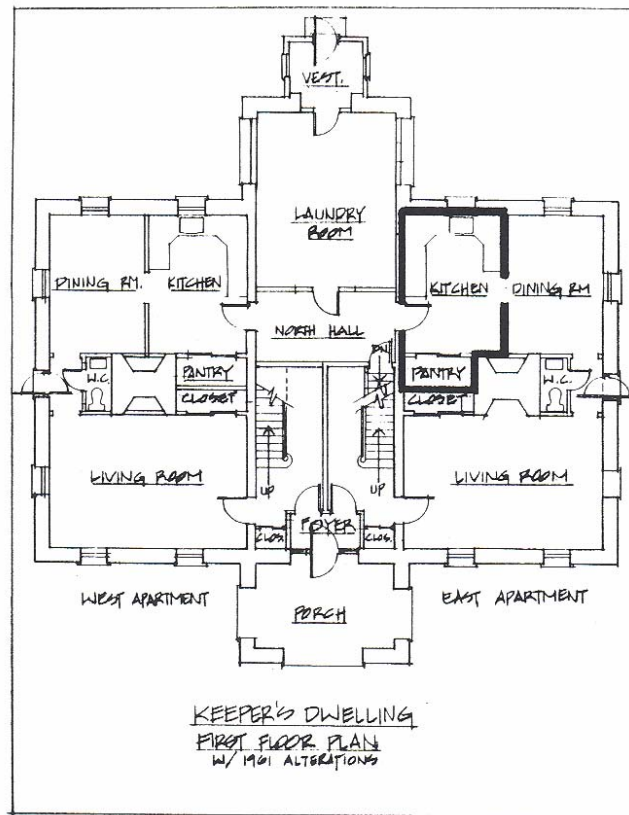 VEST.
LAUNDRY
ROOM
DINING RM.
KITCHEN
KITCHEN
DINING RM
NORTH HALL
DN
W.C.
PANTRY
PANTRY
W.C.
CLOSET
CLOSET
LIVING ROOM
UP
UP
LIVING ROOM
CLOS.
FOYER
CLOS.
WEST APARTMENT
PORCH
EAST APARTMENT
KEEPER'S DWELLING
FIRST FLOOR PLAN
W/ 1961 ALTERATIONS